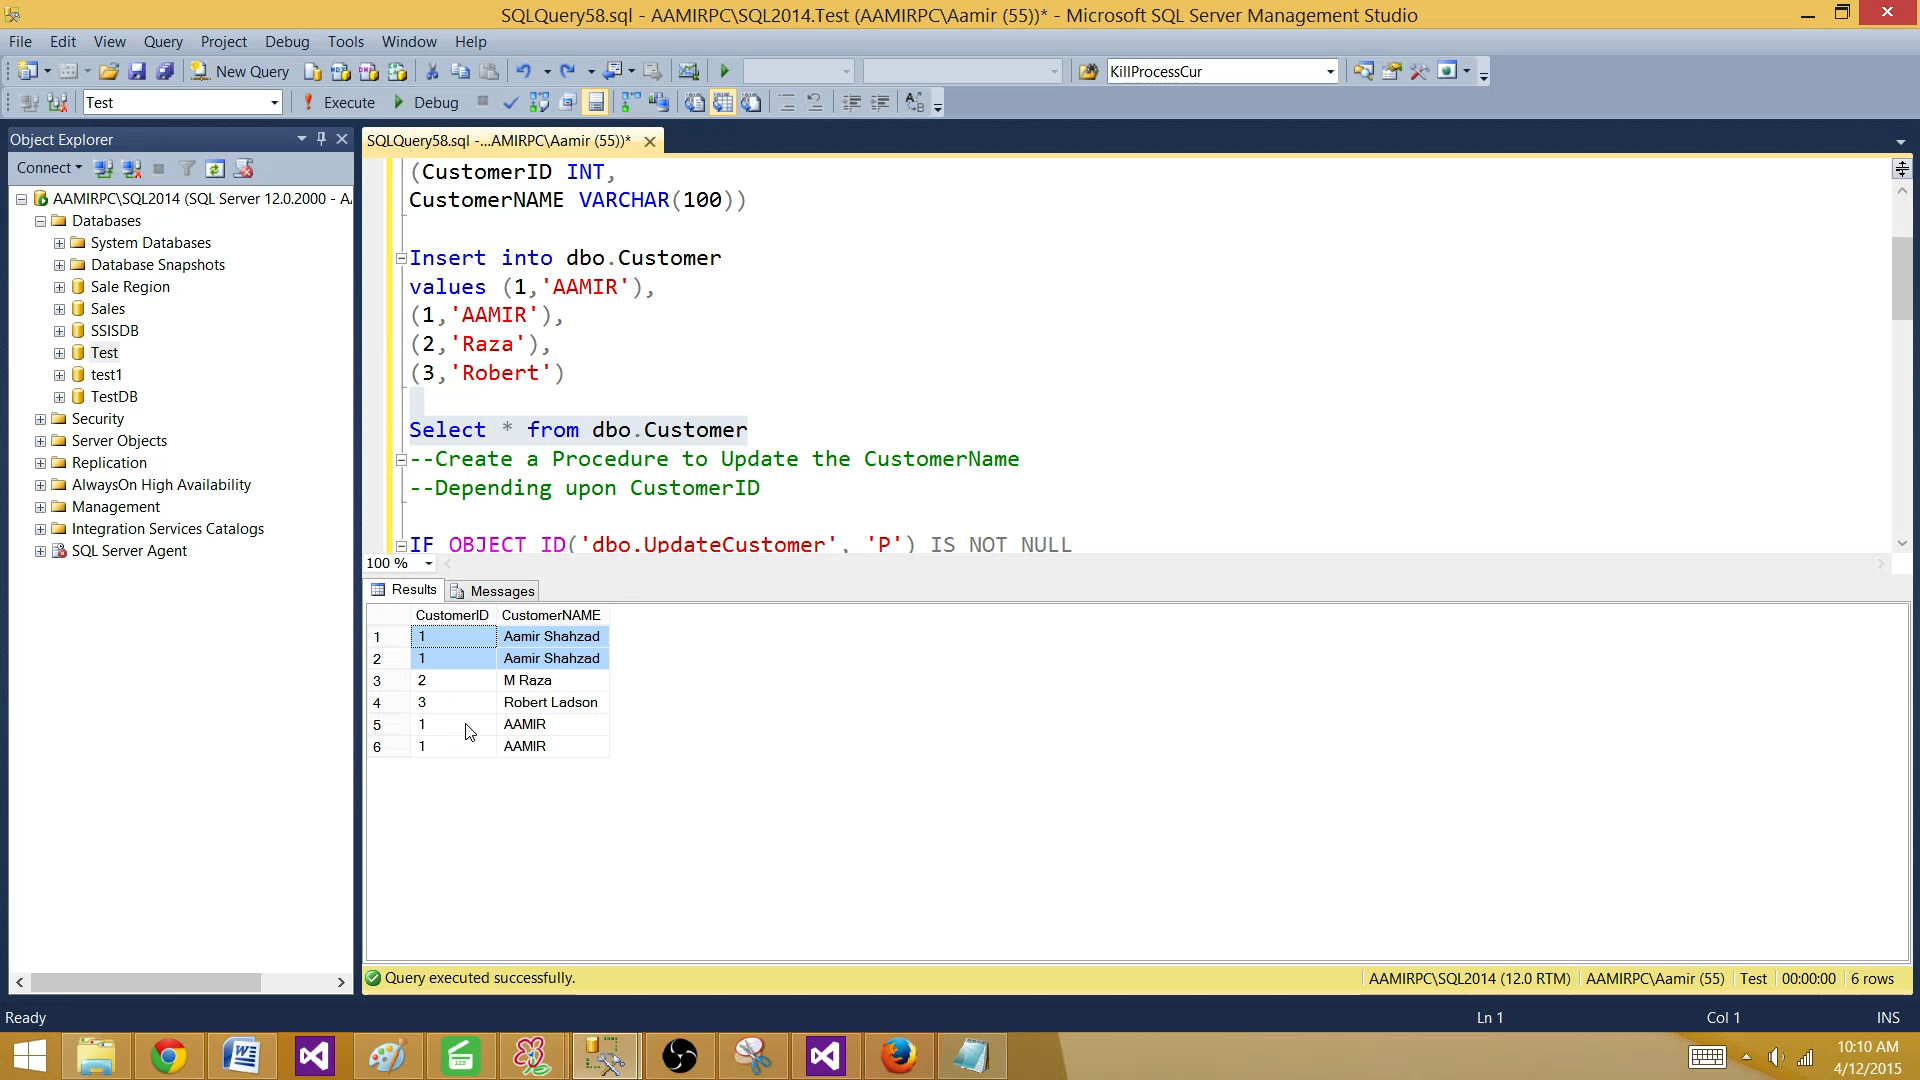 SQLQuery58.sql - AAMIRPC\SQL2014.Test (AAMIRPC\Aamir (55))* - Microsoft SQL Server Management Studio
File Edit View Query Project Debug Tools Window Help
New Query KillProcessCur
Test Execute Debug
Object Explorer
Connect
AAMIRPC\SQL2014 (SQL Server 12.0.2000 - A
Databases
System Databases
Database Snapshots
Sale Region
Sales
SSISDB
Test
test1
TestDB
Security
Server Objects
Replication
AlwaysOn High Availability
Management
Integration Services Catalogs
SQL Server Agent
SQLQuery58.sql -...AMIRPC\Aamir (55))*
(CustomerID INT,
CustomerNAME VARCHAR(100))
Insert into dbo.Customer
values (1,'AAMIR'),
(1,'AAMIR'),
(2,'Raza'),
(3,'Robert')
Select * from dbo.Customer
--Create a Procedure to Update the CustomerName
--Depending upon CustomerID
IF OBJECT_ID('dbo.UpdateCustomer', 'P') IS NOT NULL
100 %
Results Messages
CustomerID CustomerNAME
1 1 Aamir Shahzad
2 1 Aamir Shahzad
3 2 M Raza
4 3 Robert Ladson
5 1 AAMIR
6 1 AAMIR
Query executed successfully. AAMIRPC\SQL2014 (12.0 RTM) AAMIRPC\Aamir (55) Test 00:00:00 6 rows
Ready Ln 1 Col 1 INS
10:10 AM
4/12/2015